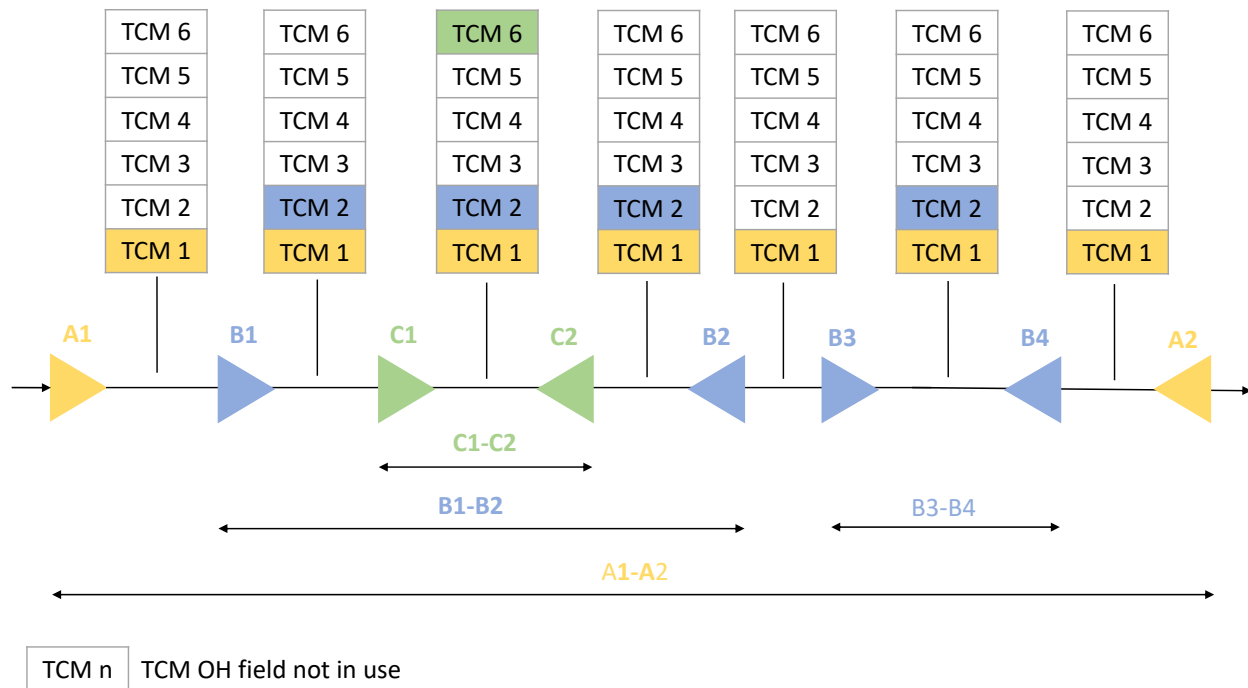 TCM 6 TCM 6 TCM 6 TCM 6 TCM 6 TCM 6 TCM 6
TCM 5 TCM 5 TCM 5 TCM 5 TCM 5 TCM 5 TCM 5
TCM 4 TCM 4 TCM 4 TCM 4 TCM 4 TCM 4 TCM 4
TCM 3 TCM 3 TCM 3 TCM 3 TCM 3 TCM 3 TCM 3
TCM 2 TCM 2 TCM 2 TCM 2 TCM 2 TCM 2 TCM 2
TCM 1 TCM 1 TCM 1 TCM 1 TCM 1 TCM 1 TCM 1
A1 B1 C1 C2 B2 B3 B4 A2
C1-C2
B1-B2 B3-B4
A1-A2
TCM n TCM OH field not in use